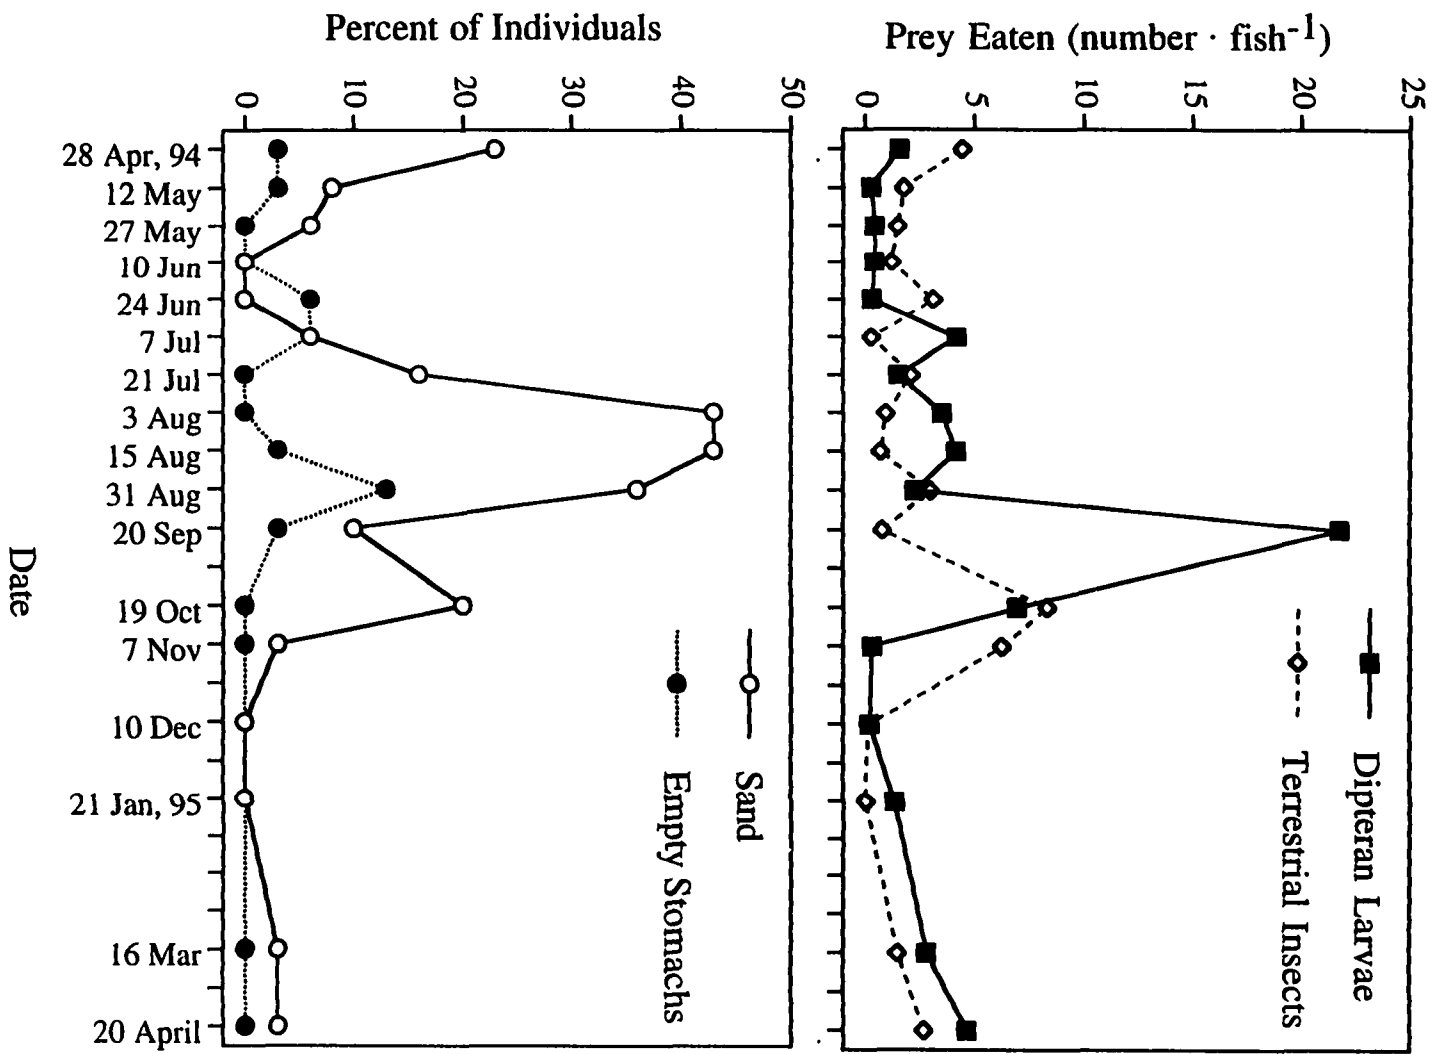 Percent of Individuals
0
10
20
30
40
50
Prey Eaten (number · fish-1)
0
5
10
15
20
25
28 Apr, 94
12 May
27 May
10 Jun
24 Jun
7 Jul
21 Jul
3 Aug
15 Aug
31 Aug
20 Sep
19 Oct
7 Nov
10 Dec
21 Jan, 95
16 Mar
20 April
Date
Sand
Empty Stomachs
Dipteran Larvae
Terrestrial Insects